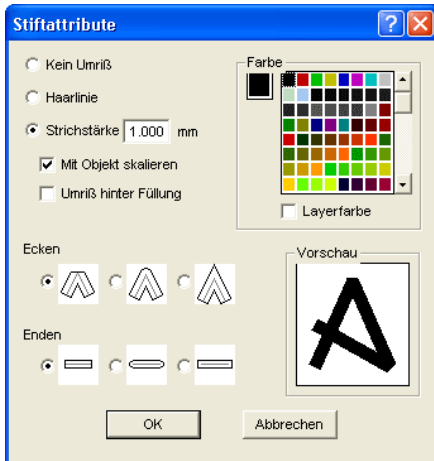 Stiftattribute
Kein Umriß
Haarlinie
Strichstärke 1.000 mm
Mit Objekt skalieren
Umriß hinter Füllung
Farbe
Layerfarbe
Ecken
Enden
Vorschau
OK
Abbrechen